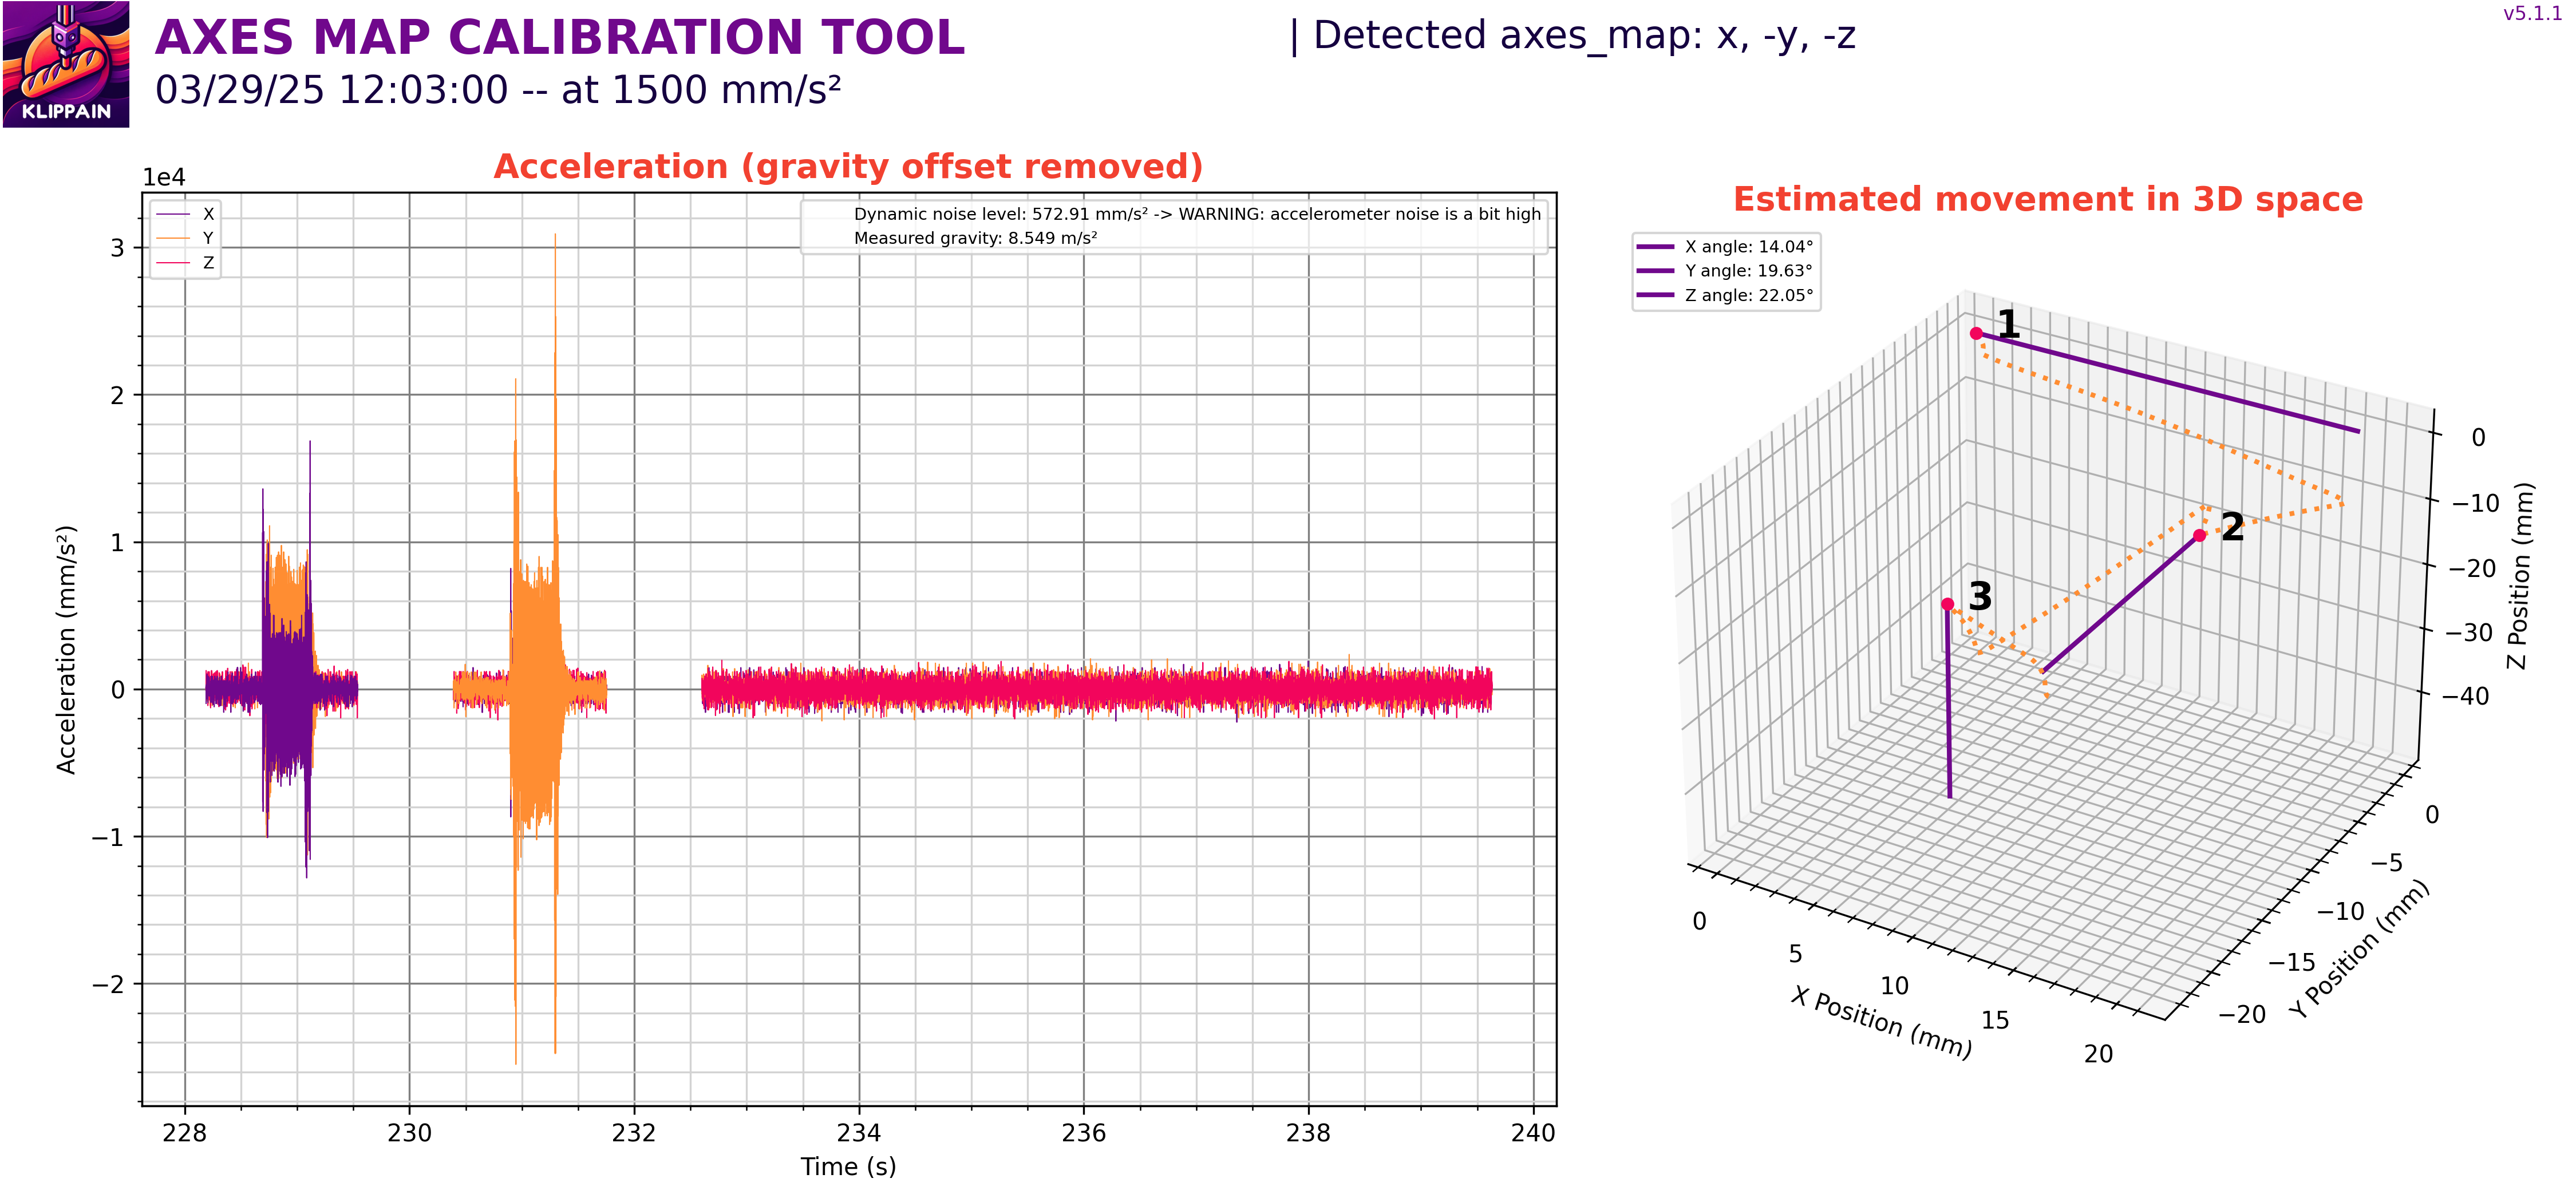 KLIPPAIN
AXES MAP CALIBRATION TOOL
03/29/25 12:03:00 -- at 1500 mm/s²
| Detected axes_map: x, -y, -z
v5.1.1
Acceleration (gravity offset removed)
1e4
X
Y
Z
Dynamic noise level: 572.91 mm/s² -> WARNING: accelerometer noise is a bit high
Measured gravity: 8.549 m/s²
3
2
1
0
−1
−2
Acceleration (mm/s²)
228
230
232
234
236
238
240
Time (s)
Estimated movement in 3D space
X angle: 14.04°
Y angle: 19.63°
Z angle: 22.05°
1
2
3
0
−10
−20
−30
−40
Z Position (mm)
0
−5
−10
−15
−20
Y Position (mm)
0
5
10
15
20
X Position (mm)